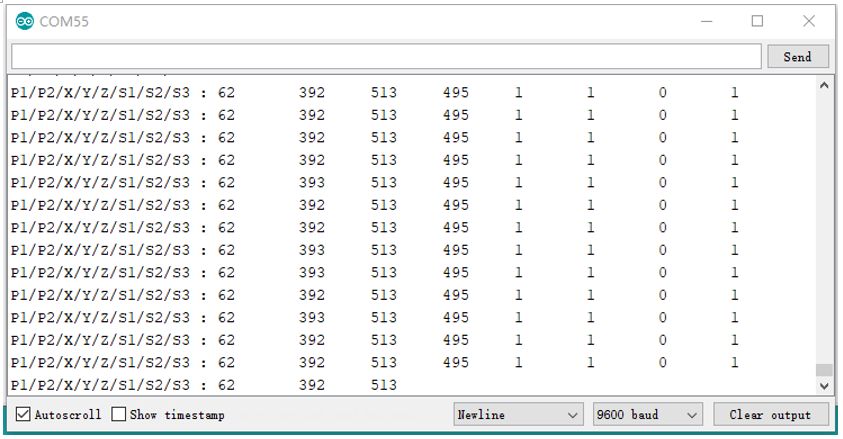 COM55
Send
P1/P2/X/Y/Z/S1/S2/S3 : 62 392 513 495 1 1 0 1
P1/P2/X/Y/Z/S1/S2/S3 : 62 392 513 495 1 1 0 1
P1/P2/X/Y/Z/S1/S2/S3 : 62 392 513 495 1 1 0 1
P1/P2/X/Y/Z/S1/S2/S3 : 62 392 513 495 1 1 0 1
P1/P2/X/Y/Z/S1/S2/S3 : 62 393 513 495 1 1 0 1
P1/P2/X/Y/Z/S1/S2/S3 : 62 392 513 495 1 1 0 1
P1/P2/X/Y/Z/S1/S2/S3 : 62 392 513 495 1 1 0 1
P1/P2/X/Y/Z/S1/S2/S3 : 62 393 513 495 1 1 0 1
P1/P2/X/Y/Z/S1/S2/S3 : 62 393 513 495 1 1 0 1
P1/P2/X/Y/Z/S1/S2/S3 : 62 392 513 495 1 1 0 1
P1/P2/X/Y/Z/S1/S2/S3 : 62 393 513 495 1 1 0 1
P1/P2/X/Y/Z/S1/S2/S3 : 62 392 513 495 1 1 0 1
P1/P2/X/Y/Z/S1/S2/S3 : 62 392 513 495 1 1 0 1
P1/P2/X/Y/Z/S1/S2/S3 : 62 392 513
Autoscroll Show timestamp Newline 9600 baud Clear output